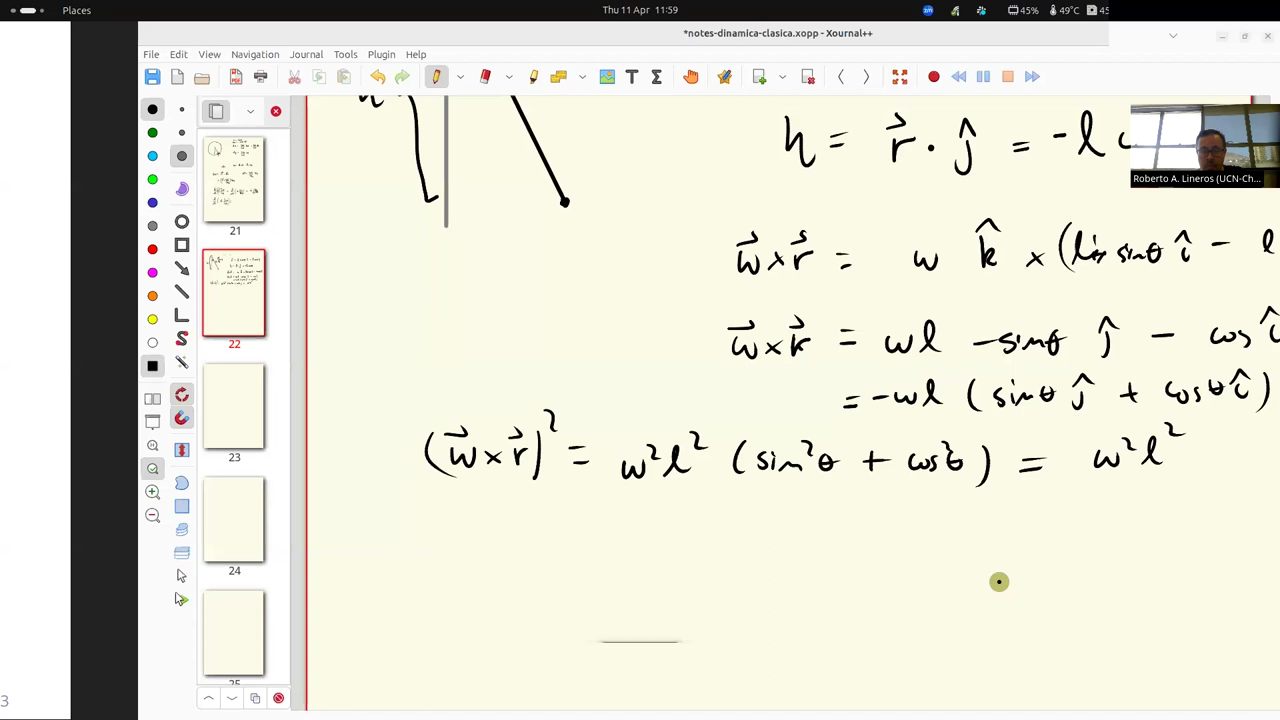 Places
Thu 11 Apr 11:59
45%
49°C
45
*notes-dinamica-clasica.xopp - Xournal++
File Edit View Navigation Journal Tools Plugin Help
21
22
23
24
25
3
Roberto A. Lineros (UCN-Ch...
h = r⃗ · ĵ = -l c
w⃗ × r⃗ = w k̂ × ( sinθ î - l
w⃗ × r⃗ = wl -sinθ ĵ - cos î
= -wl ( sinθ ĵ + cosθ î )
(w⃗ × r⃗)² = w²l² ( sin²θ + cos²θ ) = w²l²